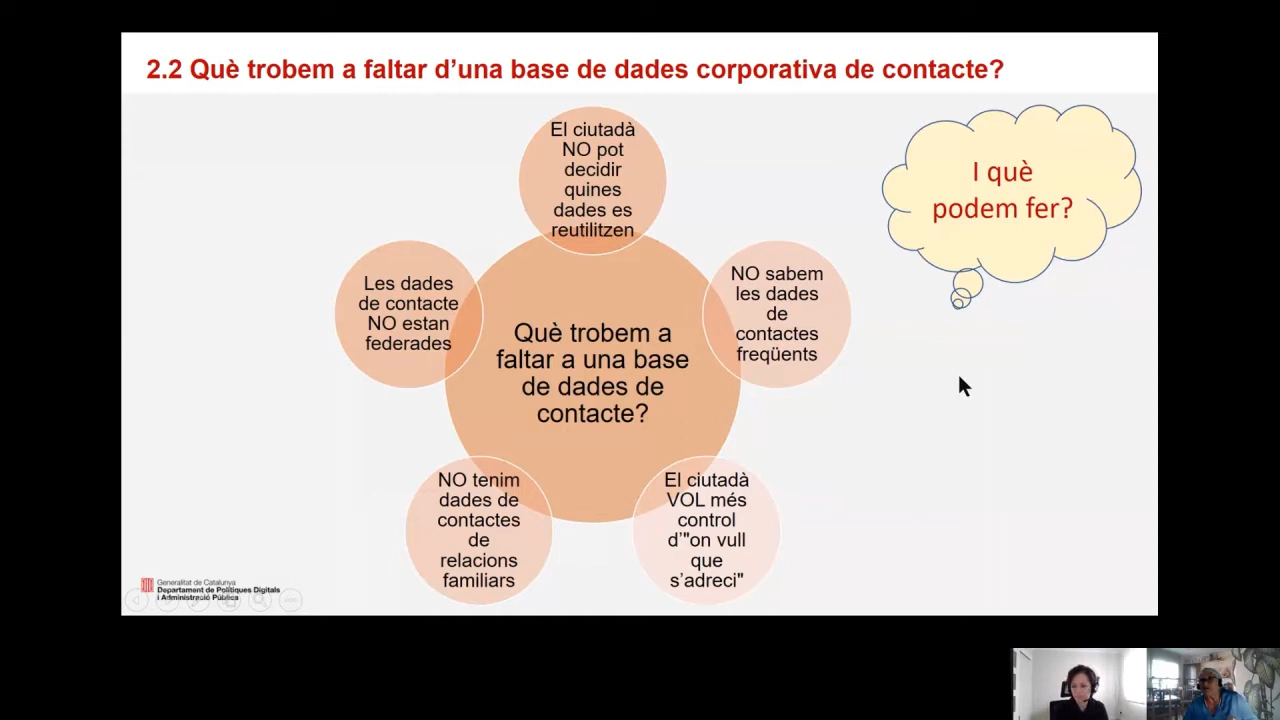 2.2 Què trobem a faltar d’una base de dades corporativa de contacte?
El ciutadà
NO pot
decidir
quines
dades es
reutilitzen
I què
podem fer?
Les dades
de contacte
NO estan
federades
NO sabem
les dades
de
contactes
freqüents
Què trobem a
faltar a una base
de dades de
contacte?
NO tenim
dades de
contactes
de
relacions
familiars
El ciutadà
VOL més
control
d’"on vull
que
s’adreci"
Generalitat de Catalunya
Departament de Polítiques Digitals
i Administració Pública